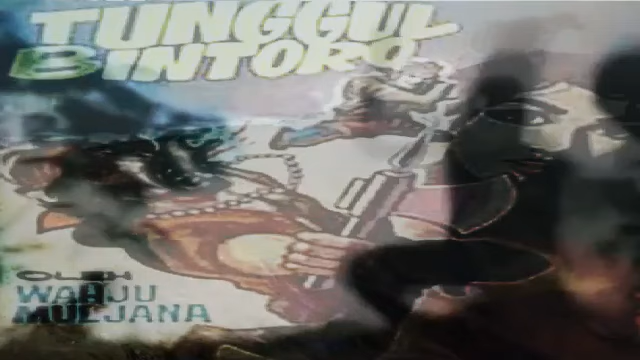 TUNGGUL
BINTORO
OLEH
WAHJU
MULJANA